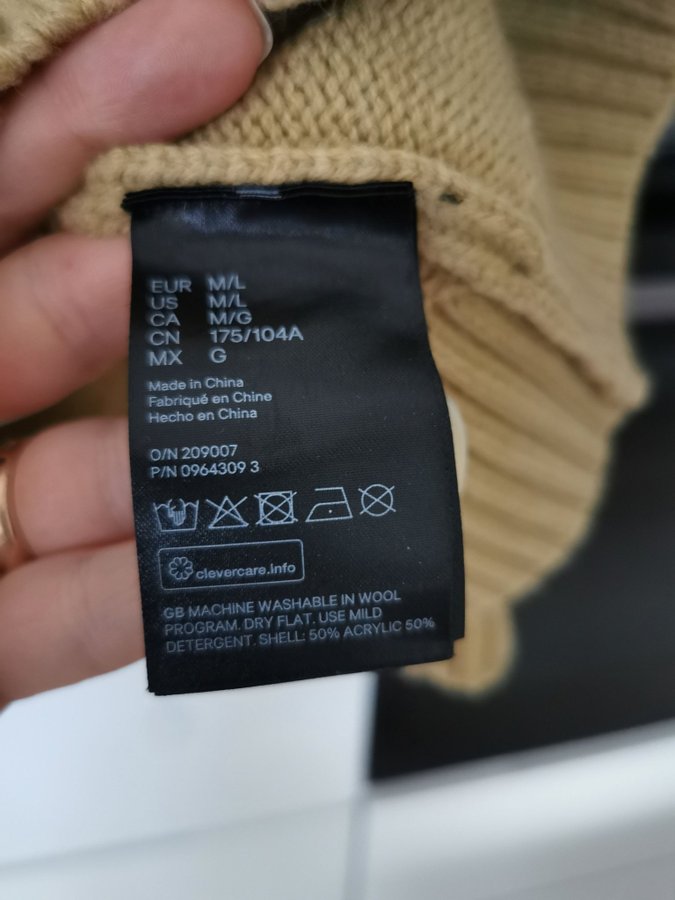 EUR M/L
US M/L
CA M/G
CN 175/104A
MX G
Made in China
Fabriqué en Chine
Hecho en China
O/N 209007
P/N 0964309 3
clevercare.info
GB MACHINE WASHABLE IN WOOL
PROGRAM. DRY FLAT. USE MILD
DETERGENT. SHELL: 50% ACRYLIC 50%